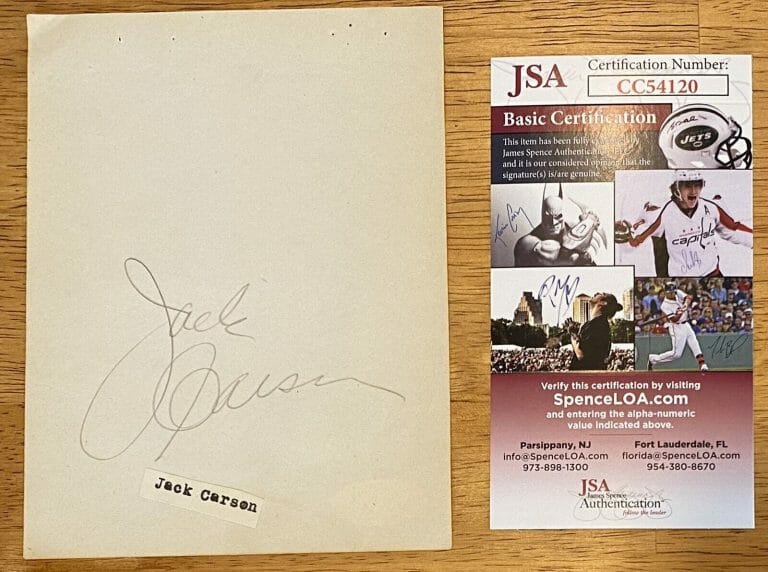 Jack
Carson
Jack Carson
JSA
Certification Number:
CC54120
Basic Certification
This item has been fully
James Spence Authentication
and it is our considered opinion that the
signature(s) is/are genuine.
JETS
capitals
A
Verify this certification by visiting
SpenceLOA.com
and entering the alpha-numeric
value indicated above.
Parsippany, NJ
info@SpenceLOA.com
973-898-1300
Fort Lauderdale, FL
florida@SpenceLOA.com
954-380-8670
JSA
James Spence
Authentication
follow the leader